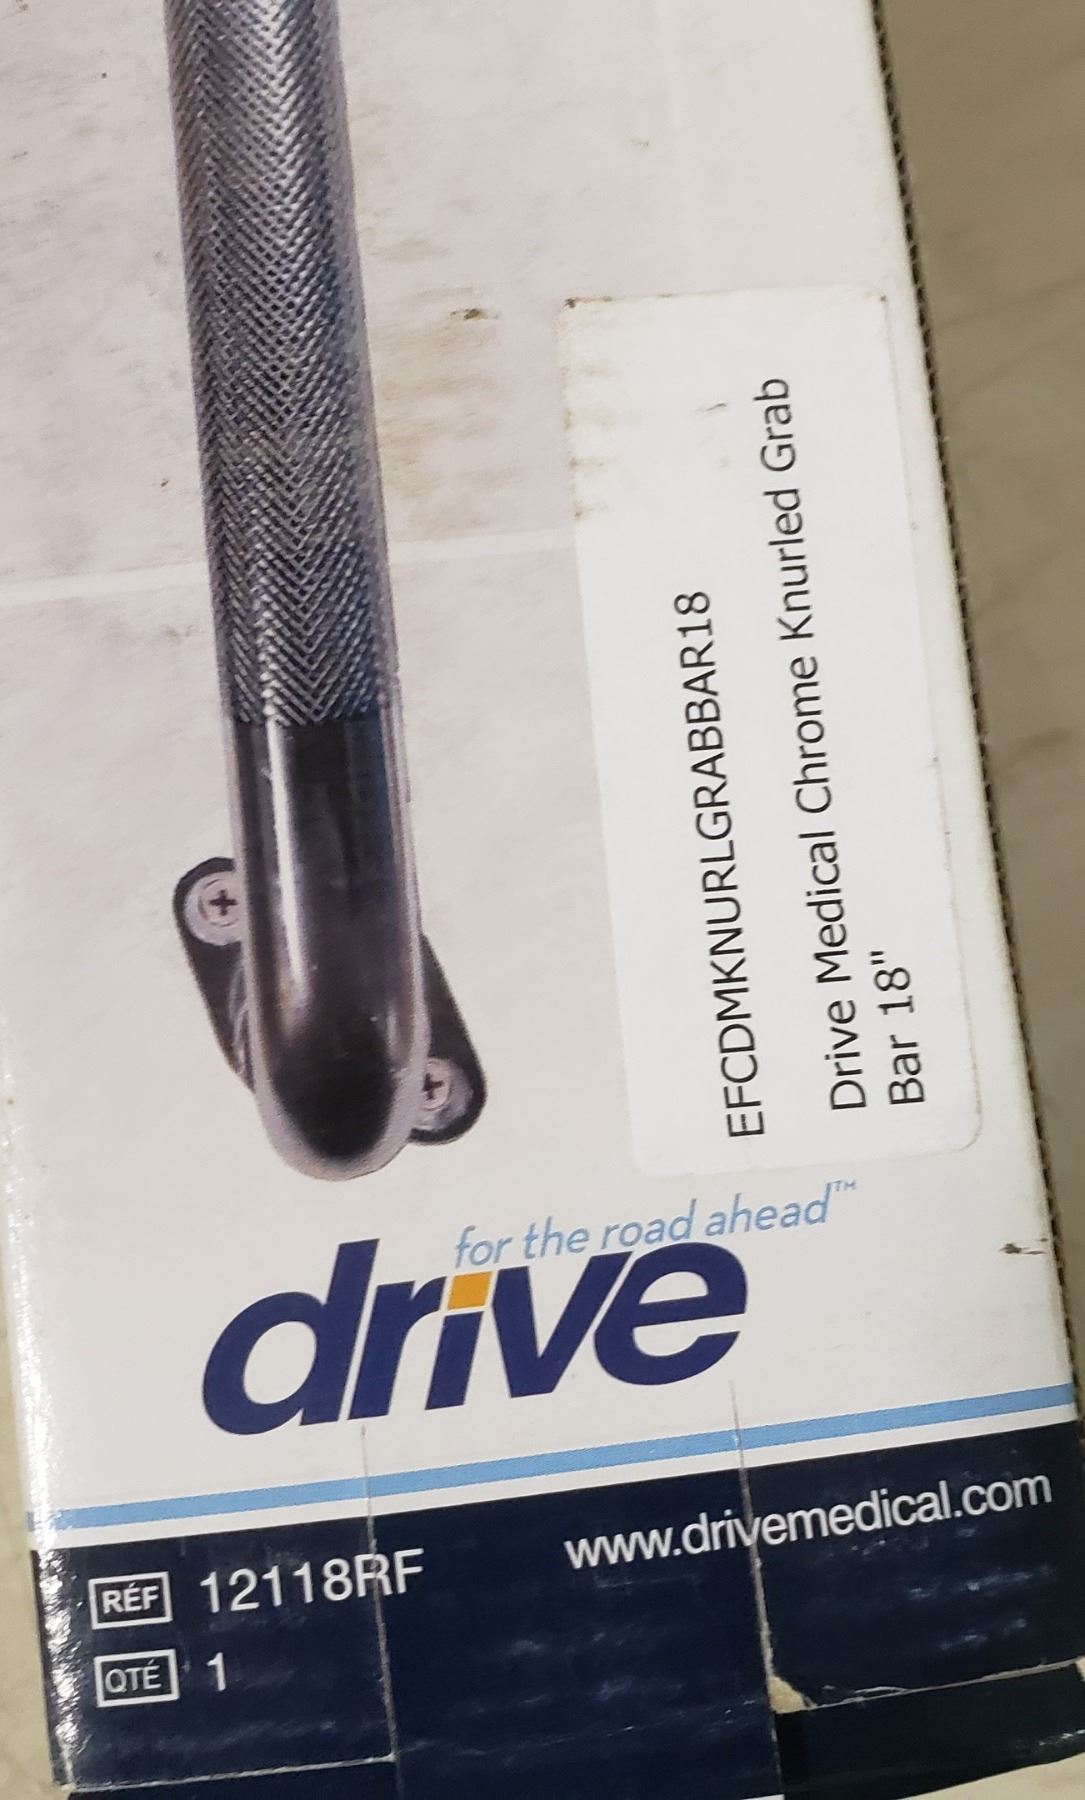 EFCDMKNURLGRABBAR18
Drive Medical Chrome Knurled Grab
Bar 18"
for the road ahead™
drive
www.drivemedical.com
RÉF 12118RF
QTÉ 1